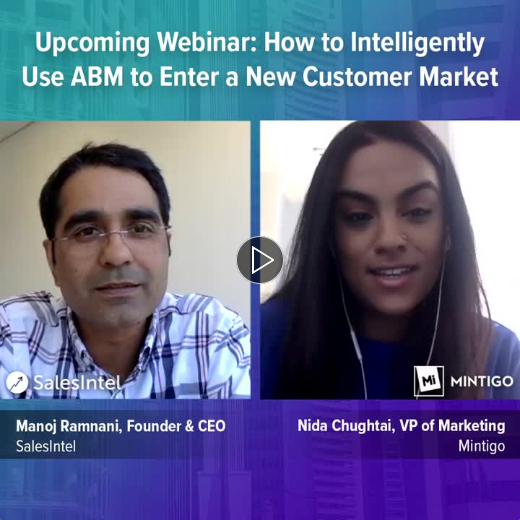 Upcoming Webinar: How to Intelligently
Use ABM to Enter a New Customer Market
SalesIntel
Mi MINTIGO
Manoj Ramnani, Founder & CEO
SalesIntel
Nida Chughtai, VP of Marketing
Mintigo